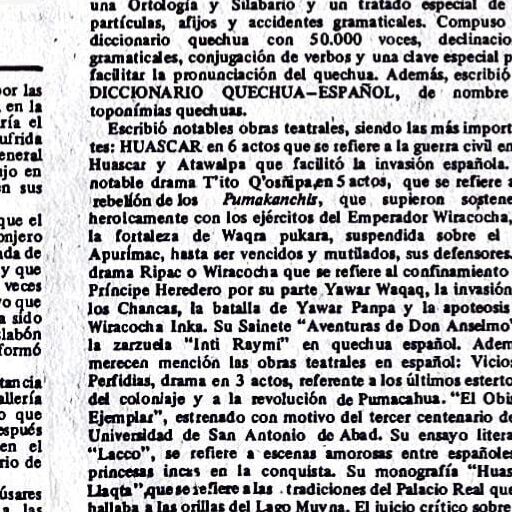 por las
, en la
ría el
ufrida
eneral
ujo en
n sus
que el
onjero
ada de
y que
veces
vo que
a sido
slabón
formó
tancia
allería
o que
espués
en el
rio de
úsares
a las
una Ortología y Silabario y un tratado especial de
partículas, afijos y accidentes gramaticales. Compuso
diccionario quechua con 50.000 voces, declinacio
gramaticales, conjugación de verbos y una clave especial p
facilitar la pronunciación del quechua. Además, escribió
DICCIONARIO QUECHUA-ESPAÑOL, de nombre
toponímias quechuas.
Escribió notables obras teatrales, siendo las más import
tes: HUASCAR en 6 actos que se refiere a la guerra civil en
Huascar y Atawalpa que facilitó la invasión española.
notable drama T'ito Q'osñipa,en 5 actos, que se refiere a
rebelión de los Pumakanchis, que supieron sostene
heroicamente con los ejércitos del Emperador Wiracocha,
la fortaleza de Waqra pukara, suspendida sobre el
Apurímac, hasta ser vencidos y mutilados, sus defensores.
drama Ripac o Wiracocha que se refiere al confinamiento
Príncipe Heredero por su parte Yawar Waqaq, la invasión
los Chancas, la batalla de Yawar Panpa y la apoteosis
Wiracocha Inka. Su Sainete "Aventuras de Don Anselmo"
la zarzuela "Inti Raymi" en quechua español. Adem
merecen mención las obras teatrales en español: Vicios
Perfidias, drama en 3 actos, referente a los últimos esterto
del coloniaje y a la revolución de Pumacahua. "El Obis
Ejemplar", estrenado con motivo del tercer centenario de
Universidad de San Antonio de Abad. Su ensayo litera
"Lacco", se refiere a escenas amorosas entre españoles
princesas incas en la conquista. Su monografía "Huas
Llaqta",que se refiere a las . tradiciones del Palacio Real que
hallaba a las orillas del Lago Muyna. El juicio crítico sobre